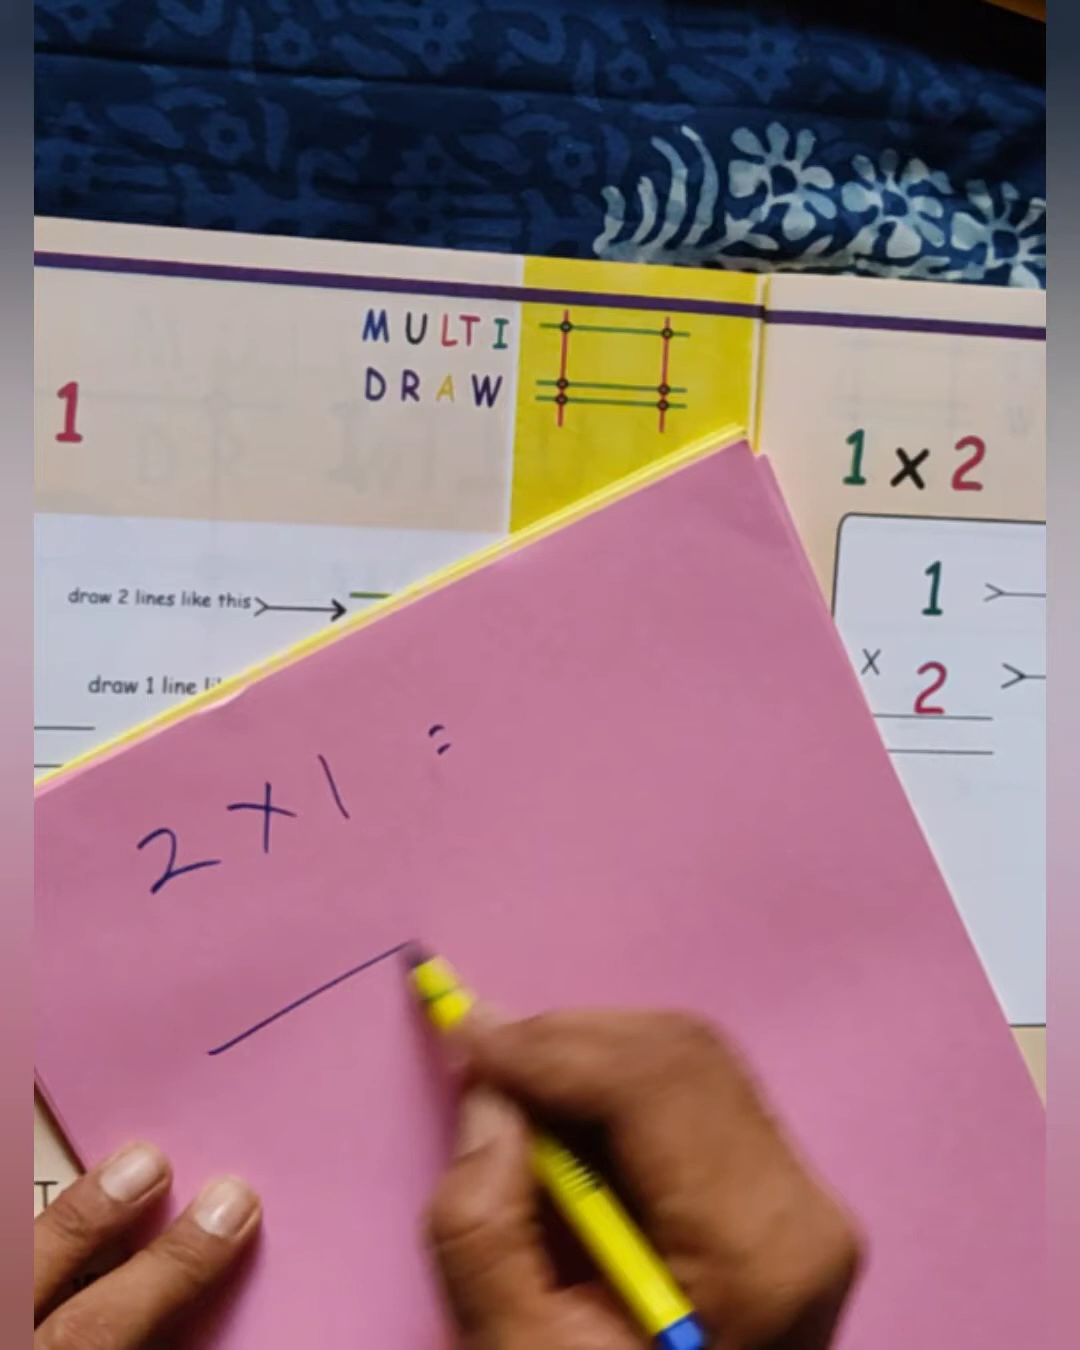 MULTI
DRAW
1
1 x 2
draw 2 lines like this
1
x 2
draw 1 line
2 x 1 =